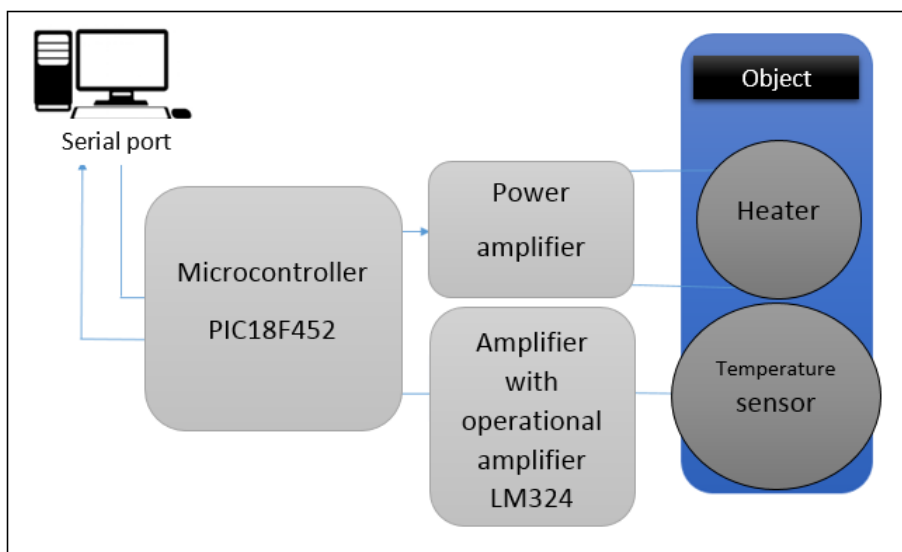 Serial port
Microcontroller
PIC18F452
Power
amplifier
Amplifier
with
operational
amplifier
LM324
Object
Heater
Temperature
sensor